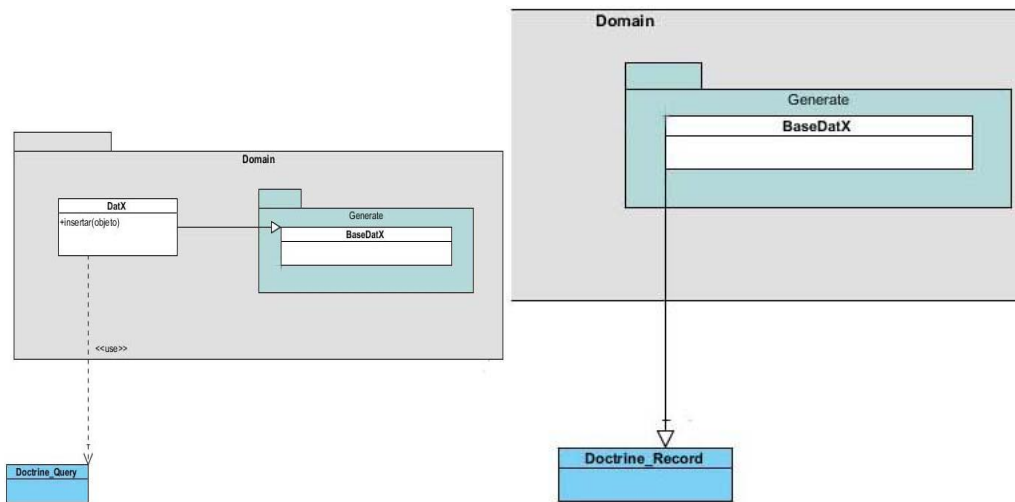 Domain
DatX
+insertar(objeto)
Generate
BaseDatX
<<use>>
Doctrine_Query
Domain
Generate
BaseDatX
Doctrine_Record